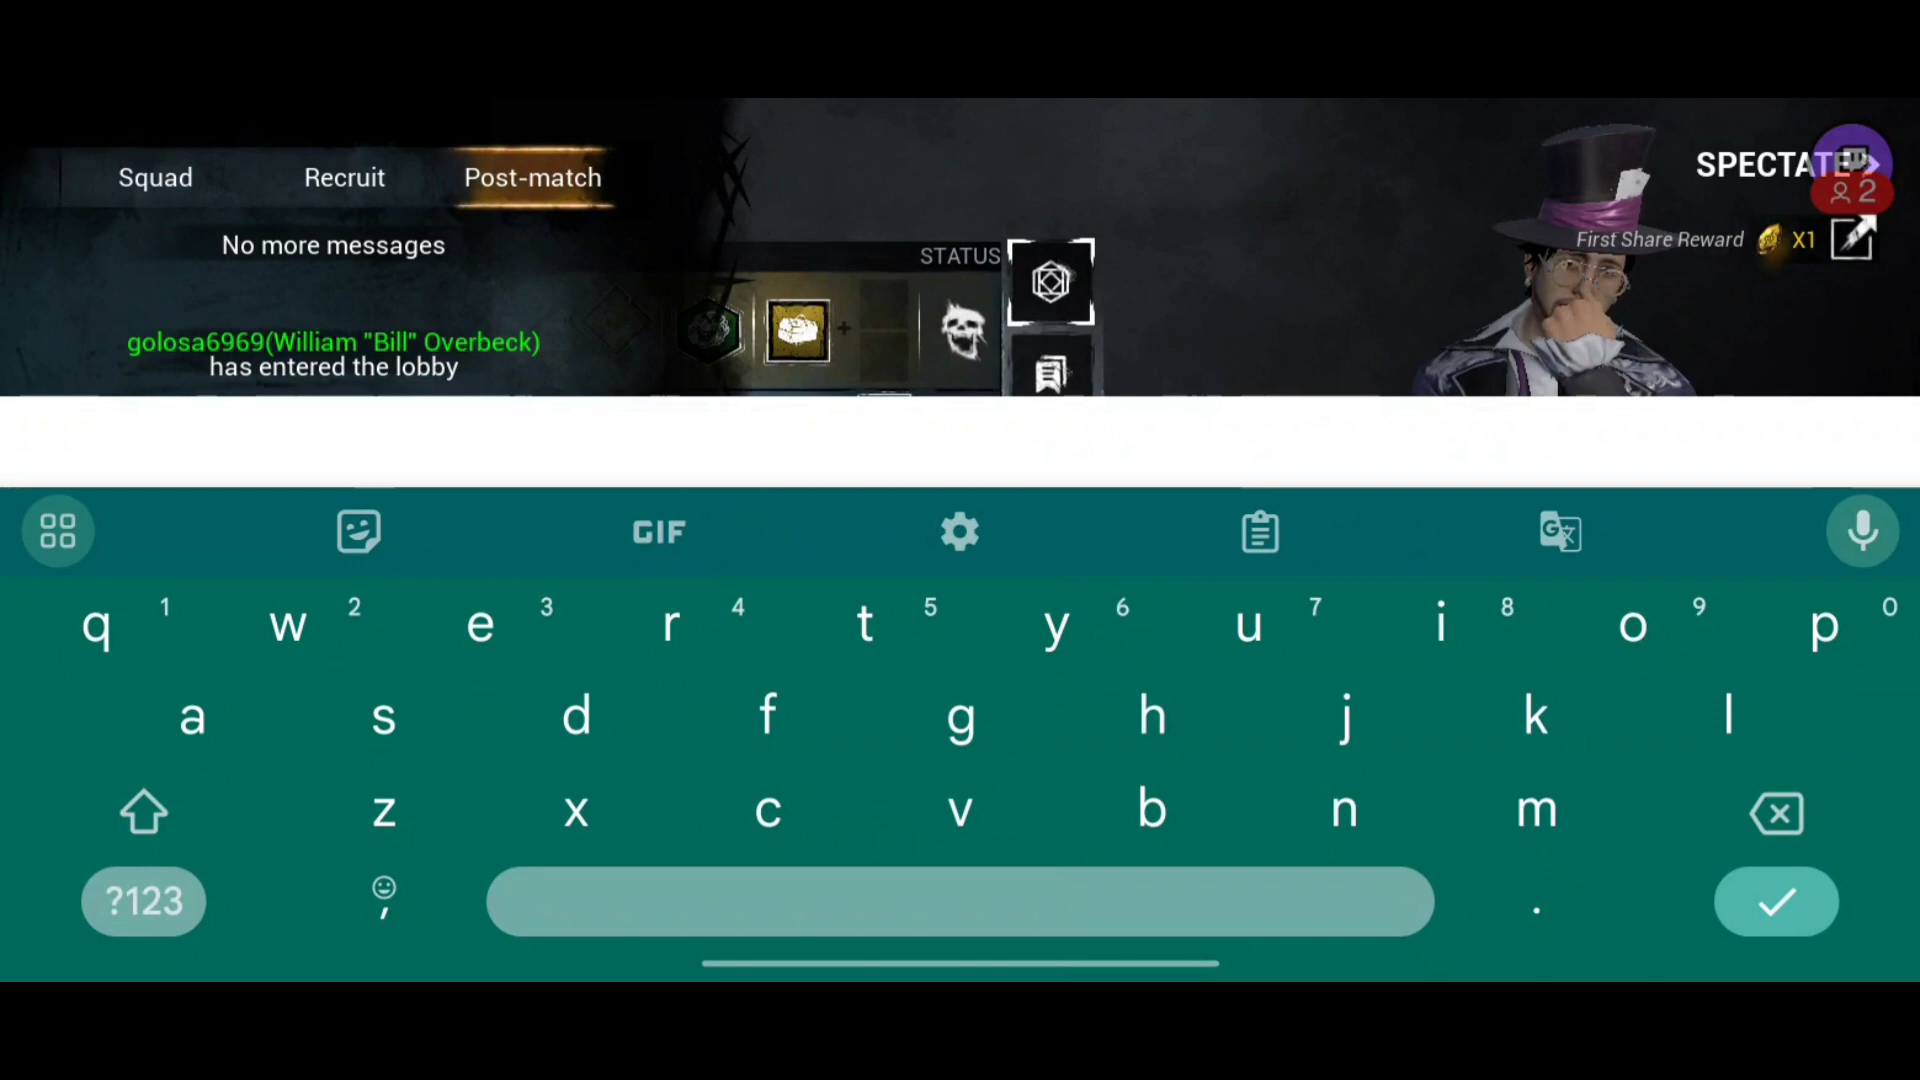 Squad Recruit Post-match
SPECTATE
2
No more messages
First Share Reward X1
STATUS
golosa6969(William "Bill" Overbeck)
has entered the lobby
GIF
q 1 w 2 e 3 r 4 t 5 y 6 u 7 i 8 o 9 p 0
a s d f g h j k l
z x c v b n m
?123 , .